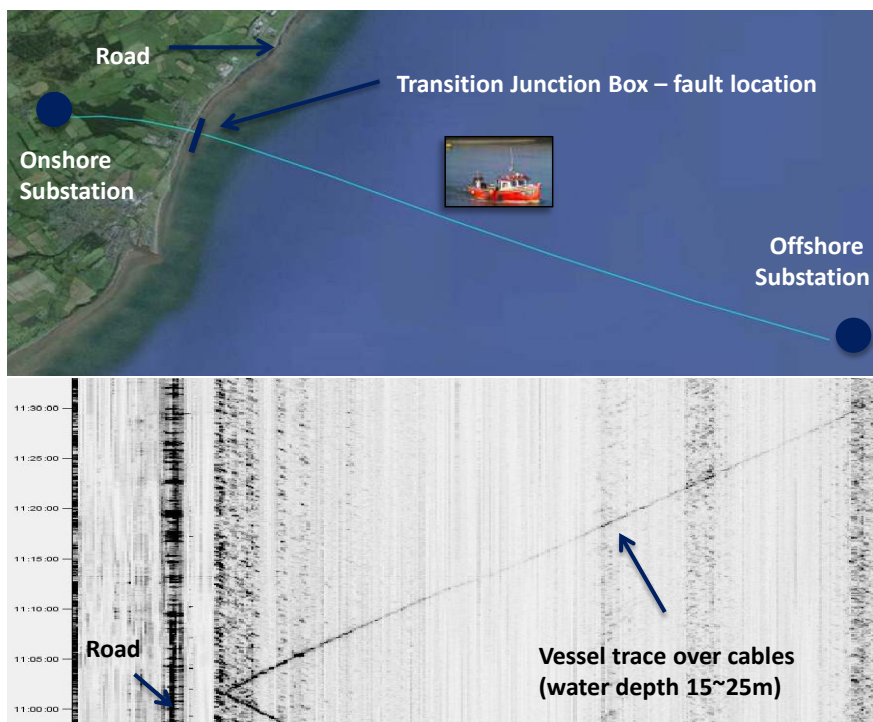 Road
Transition Junction Box – fault location
Onshore
Substation
Offshore
Substation
11:30:00
11:25:00
11:20:00
11:15:00
11:10:00
11:05:00
11:00:00
Road
Vessel trace over cables
(water depth 15~25m)